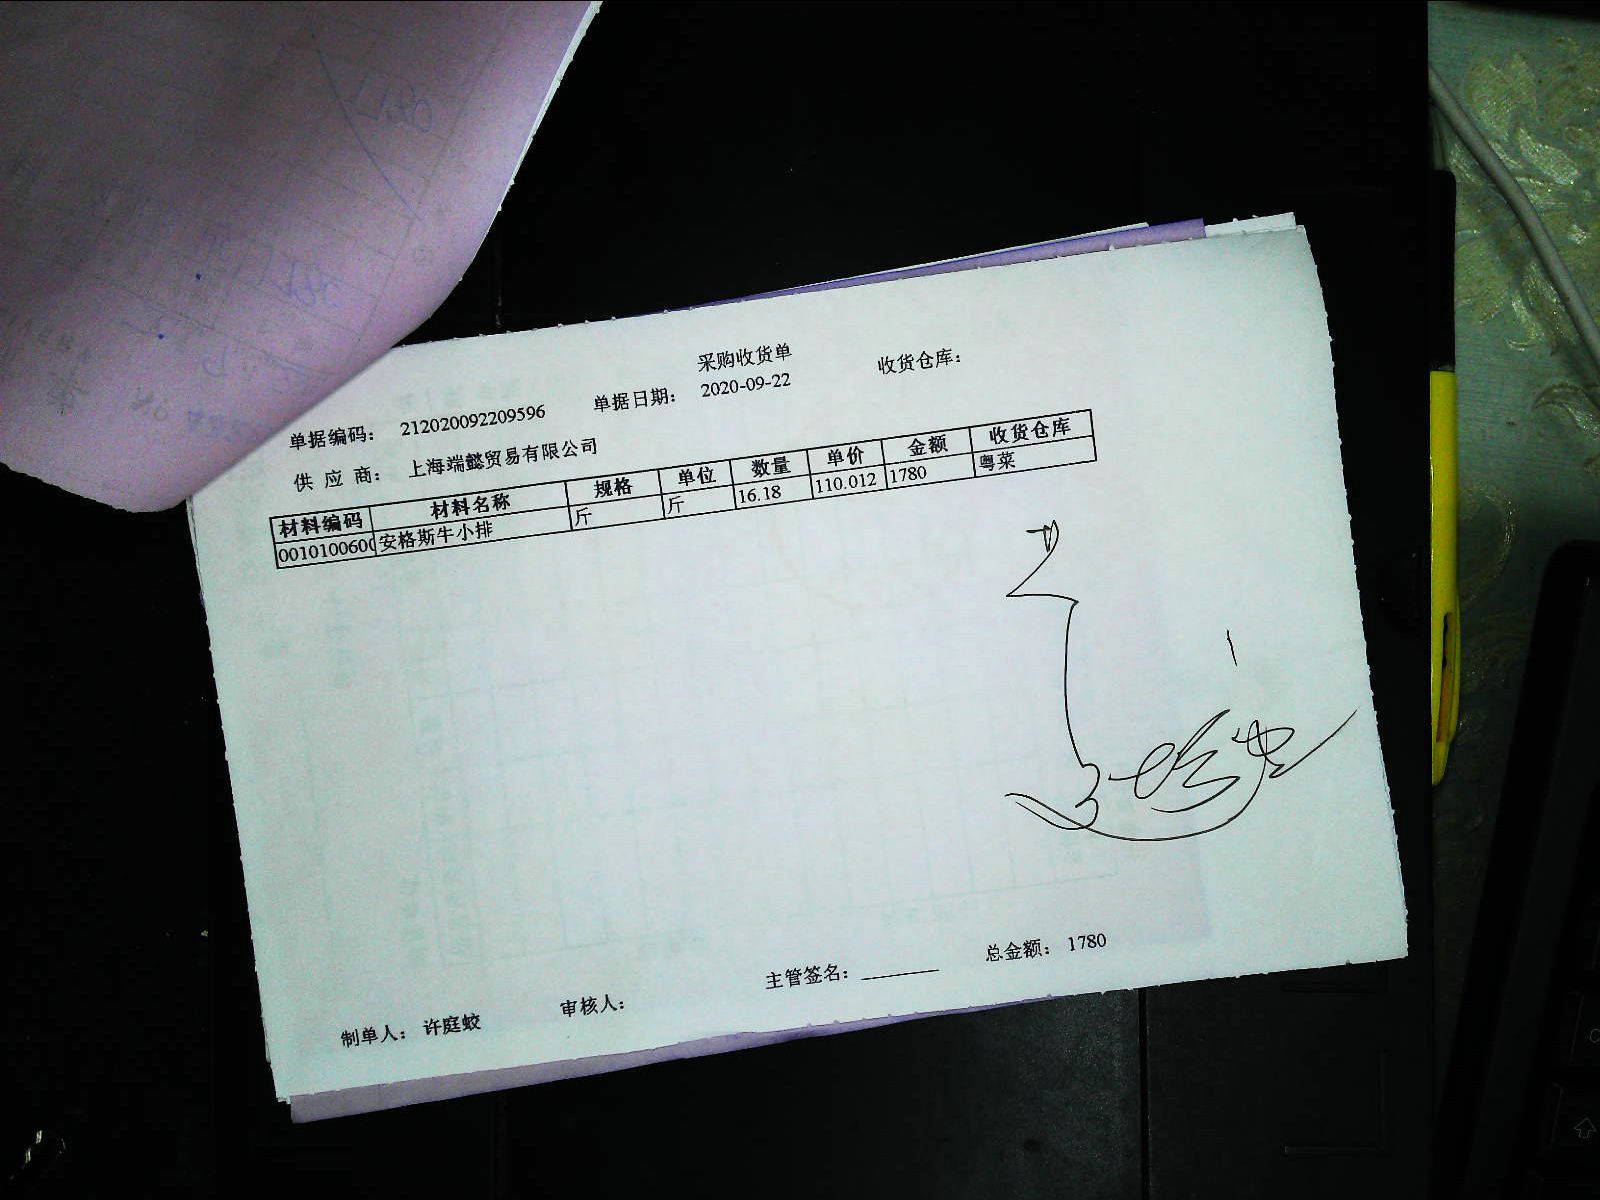 采购收货单
单据编码： 212020092209596 单据日期： 2020-09-22 收货仓库：
供 应 商： 上海端懿贸易有限公司
材料编码 材料名称 规格 单位 数量 单价 金额 收货仓库
0010100600 安格斯牛小排 斤 斤 16.18 110.012 1780 粤菜
制单人： 许庭蛟 审核人： 主管签名： 总金额： 1780